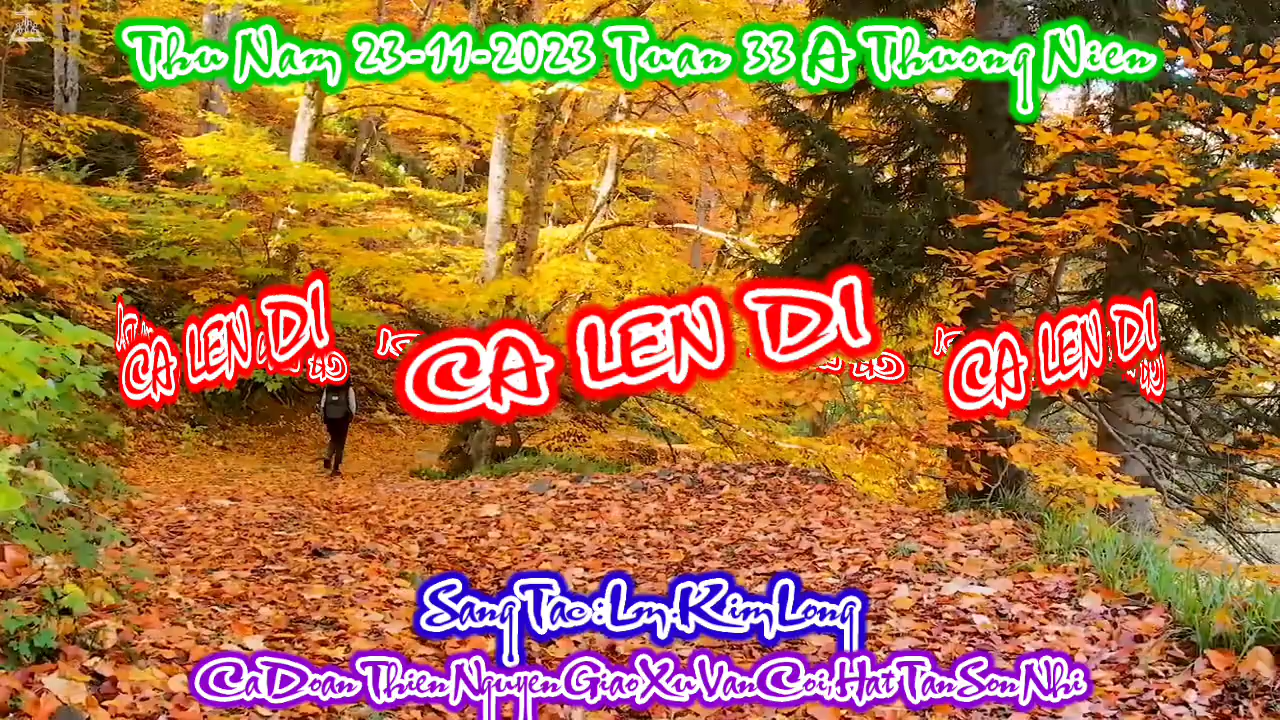 Thu Nam 23-11-2023 Tuan 33 A Thuong Nien
CA LEN DI CA LEN DI CA LEN DI
Sang Tac : Lm. Kim Long
Ca Doan Thien Nguyen Giao Xu Van Coi, Hat Tan Son Nhi